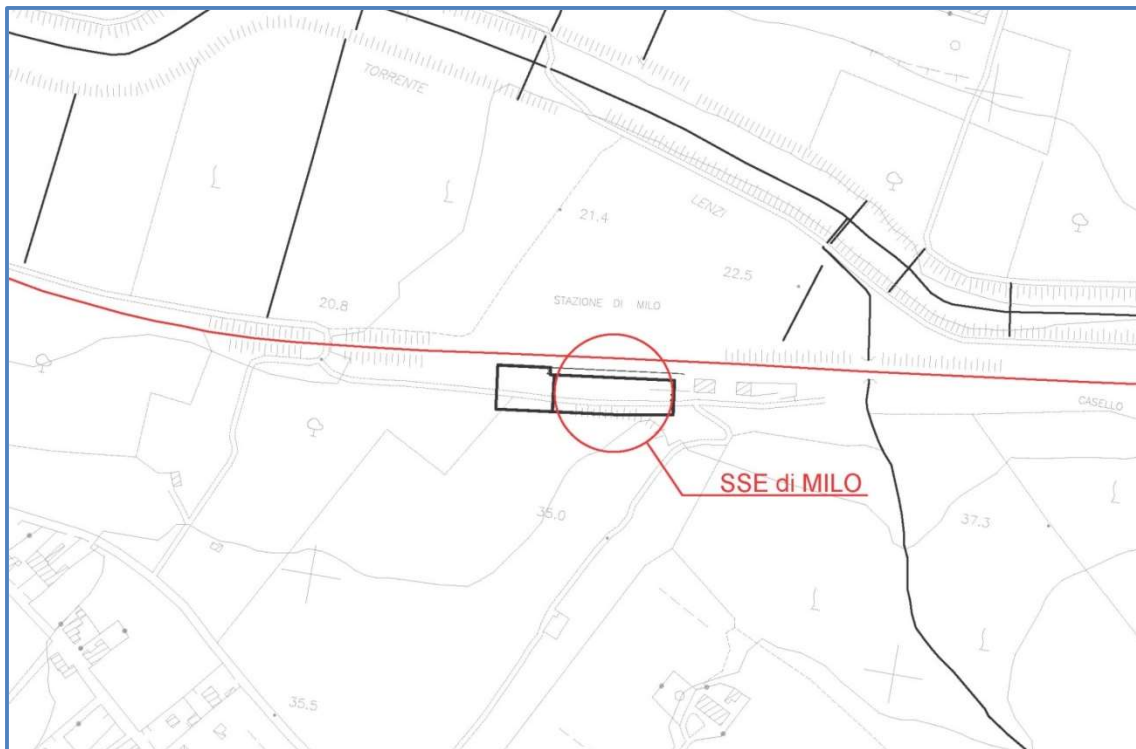 TORRENTE
LENZI
21.4
22.5
20.8
STAZIONE DI MILO
CASELLO
SSE di MILO
35.0
37.3
35.5